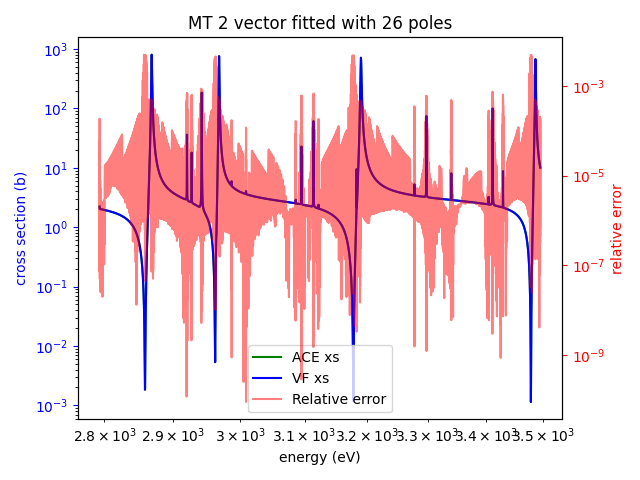 MT 2 vector fitted with 26 poles
cross section (b)
10³
10²
10¹
10⁰
10⁻¹
10⁻²
10⁻³
10⁻³
10⁻⁵
10⁻⁷
10⁻⁹
relative error
ACE xs
VF xs
Relative error
2.8 × 10³ 2.9 × 10³ 3 × 10³ 3.1 × 10³ 3.2 × 10³ 3.3 × 10³ 3.4 × 10³ 3.5 × 10³
energy (eV)